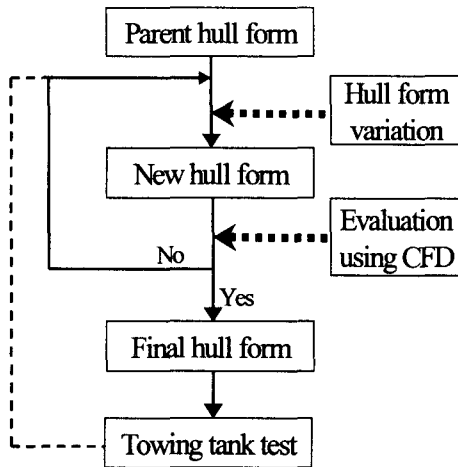 Parent hull form
Hull form
variation
New hull form
Evaluation
using CFD
No
Yes
Final hull form
Towing tank test